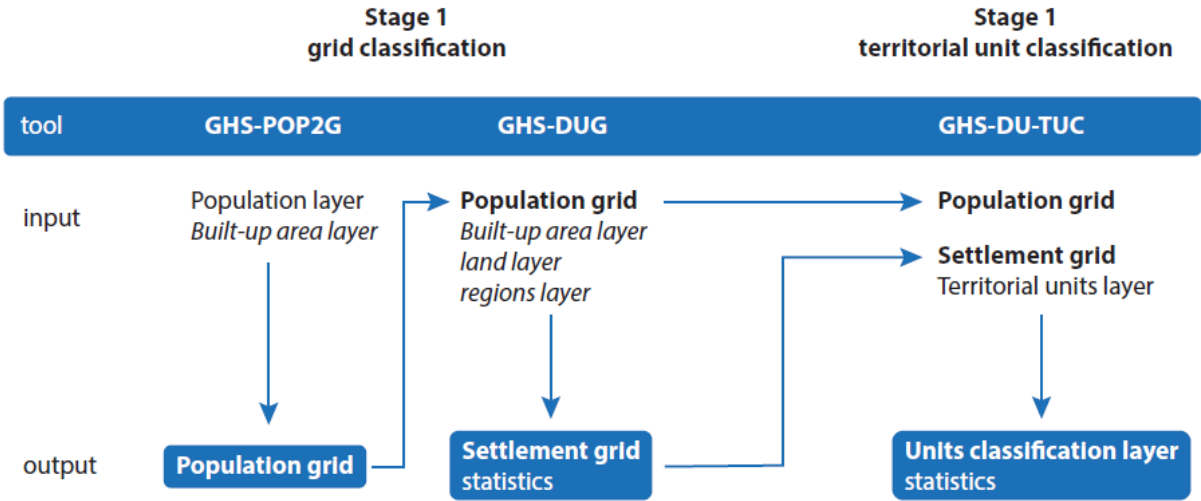 Stage 1
grid classification
Stage 1
territorial unit classification
tool
GHS-POP2G
GHS-DUG
GHS-DU-TUC
input
Population layer
Built-up area layer
Population grid
Built-up area layer
land layer
regions layer
Population grid
Settlement grid
Territorial units layer
output
Population grid
Settlement grid
statistics
Units classification layer
statistics